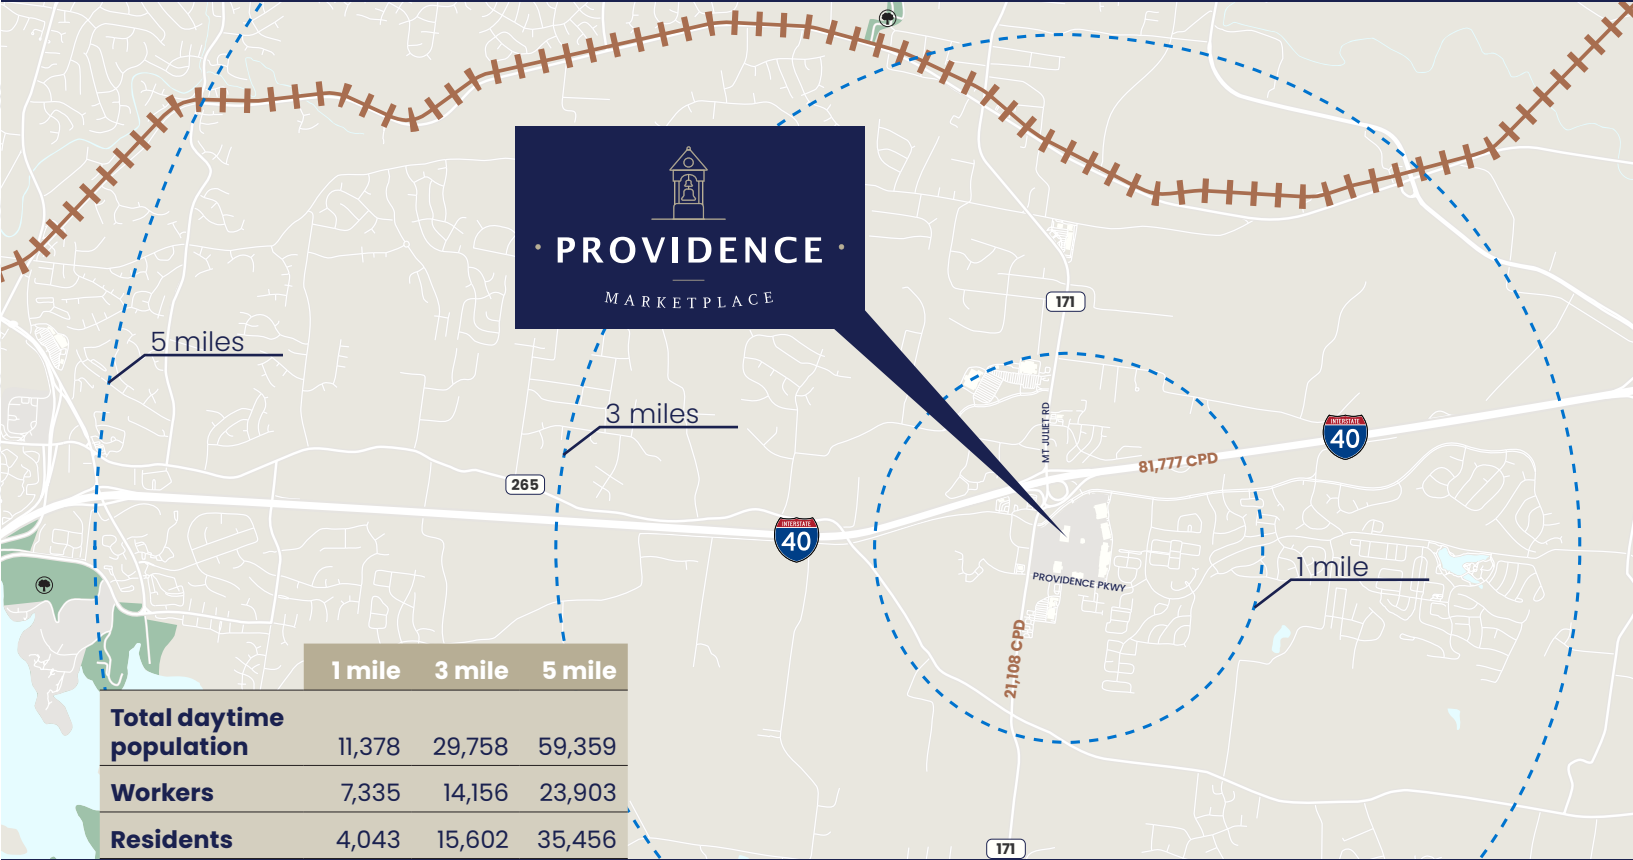 PROVIDENCE
MARKETPLACE
171
5 miles
3 miles
MT JULIET RD
INTERSTATE
40
81,777 CPD
265
INTERSTATE
40
1 mile
PROVIDENCE PKWY
21,108 CPD
1 mile 3 mile 5 mile
Total daytime
population 11,378 29,758 59,359
Workers 7,335 14,156 23,903
Residents 4,043 15,602 35,456
171